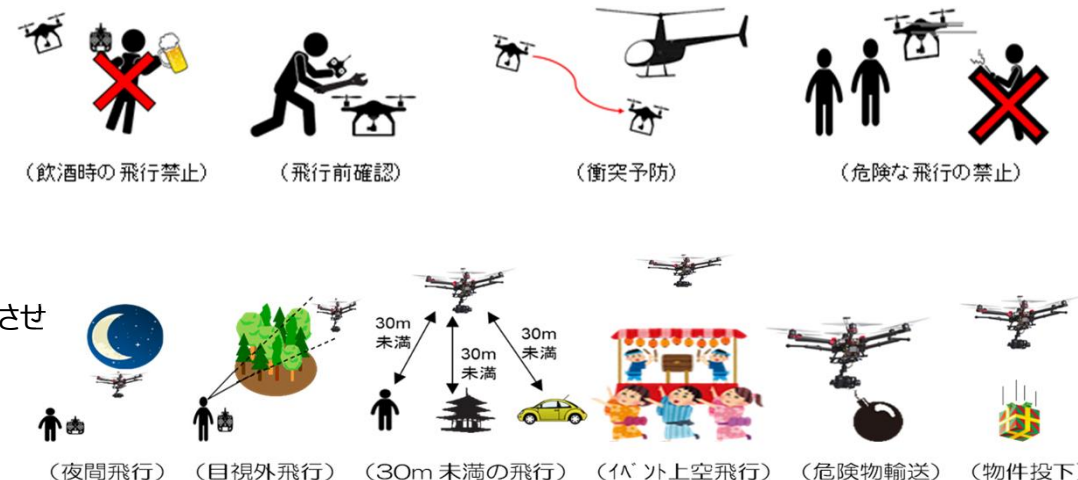 (飲酒時の飛行禁止)
(飛行前確認)
(衝突予防)
(危険な飛行の禁止)
させ
30m
未満
30m
未満
30m
未満
(夜間飛行)
(目視外飛行)
(30m 未満の飛行)
(イベント上空飛行)
(危険物輸送)
(物件投下)